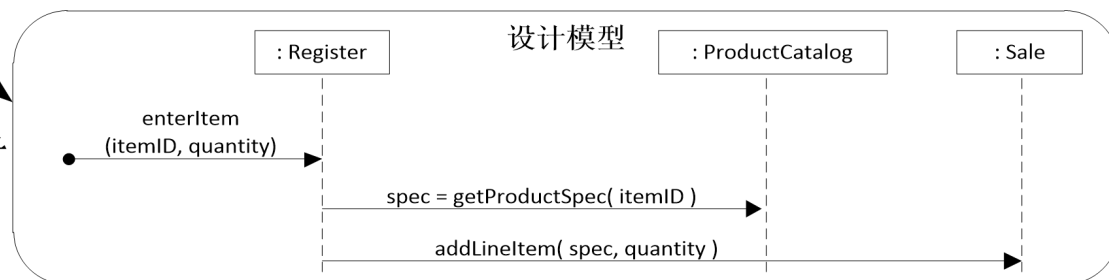 设计模型
: Register
: ProductCatalog
: Sale
enterItem
(itemID, quantity)
spec = getProductSpec( itemID )
addLineItem( spec, quantity )